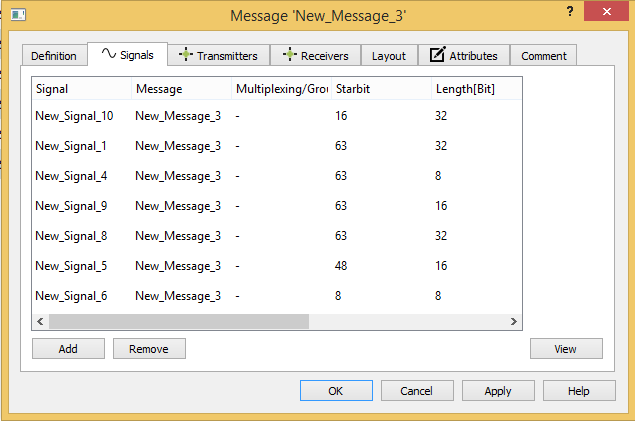 Message 'New_Message_3'
?
Definition Signals Transmitters Receivers Layout Attributes Comment
Signal Message Multiplexing/Grou Starbit Length[Bit]
New_Signal_10 New_Message_3 - 16 32
New_Signal_1 New_Message_3 - 63 32
New_Signal_4 New_Message_3 - 63 8
New_Signal_9 New_Message_3 - 63 16
New_Signal_8 New_Message_3 - 63 32
New_Signal_5 New_Message_3 - 48 16
New_Signal_6 New_Message_3 - 8 8
Add Remove View
OK Cancel Apply Help